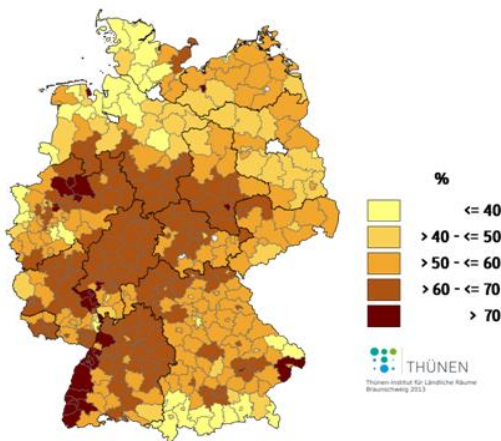 %
<= 40
> 40 - <= 50
> 50 - <= 60
> 60 - <= 70
> 70
THÜNEN
Thünen-Institut für Ländliche Räume
Braunschweig 2013